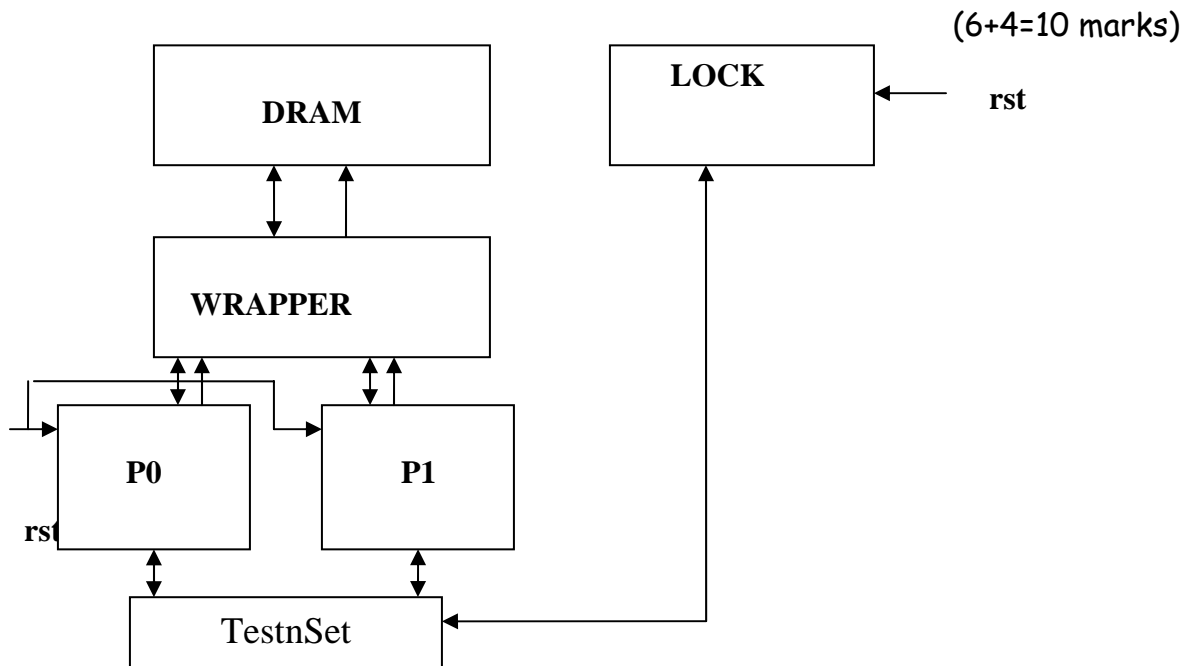 (6+4=10 marks)
LOCK
rst
DRAM
WRAPPER
P0
P1
rst
TestnSet